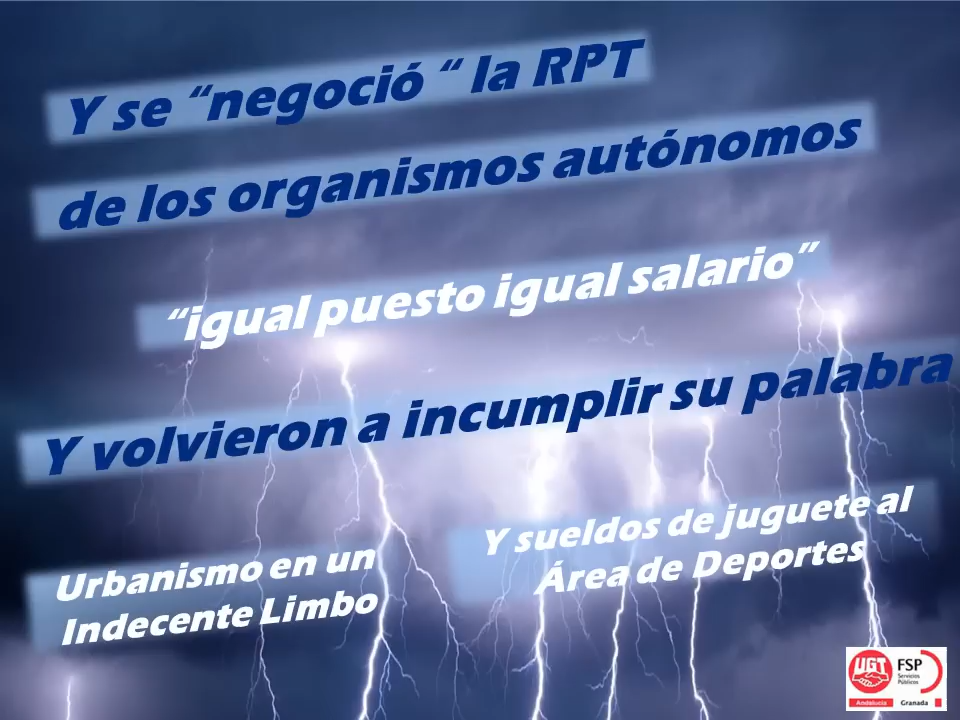 Y se “negoció “ la RPT
de los organismos autónomos
“igual puesto igual salario”
Y volvieron a incumplir su palabra
Y sueldos de juguete al
Área de Deportes
Urbanismo en un
Indecente Limbo
UGT
FSP
Servicios
Públicos
Andalucía
Granada